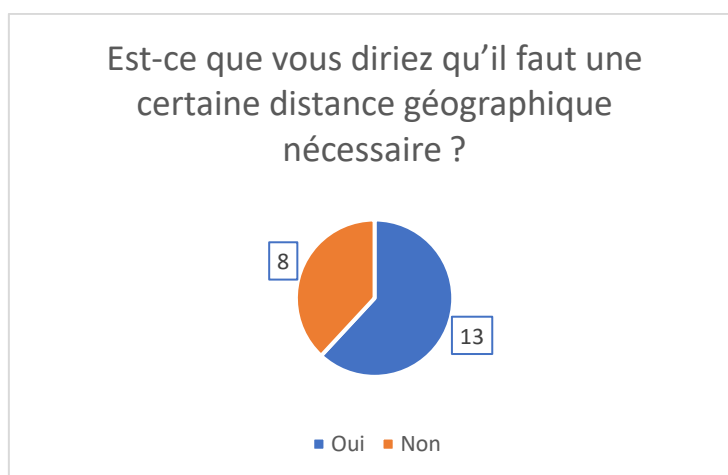 Est-ce que vous diriez qu’il faut une
certaine distance géographique
nécessaire ?
8
13
Oui Non